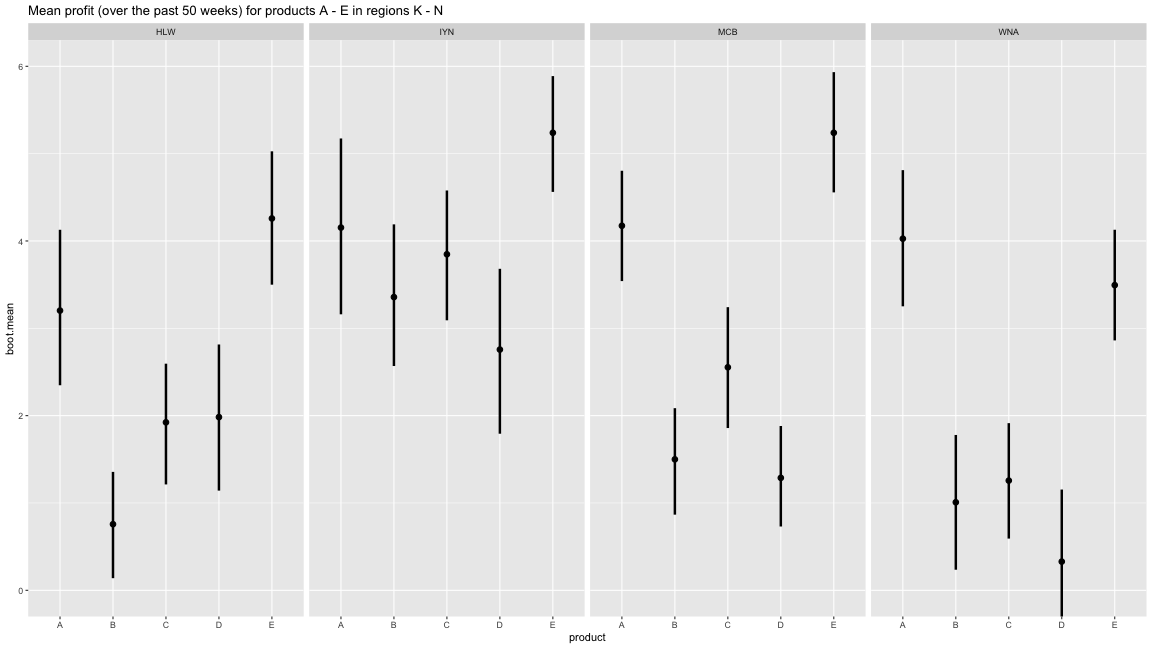 Mean profit (over the past 50 weeks) for products A - E in regions K - N
HLW IYN MCB WNA
6
4
2
0
boot.mean
A B C D E A B C D E A B C D E A B C D E
product